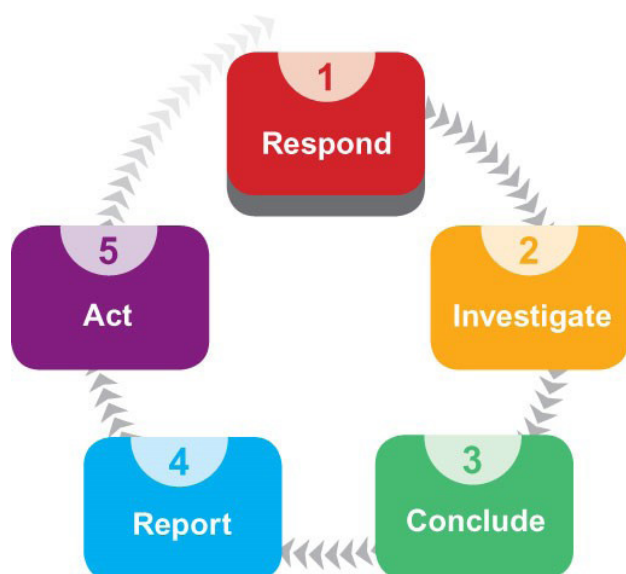 1
Respond
2
Investigate
3
Conclude
4
Report
5
Act